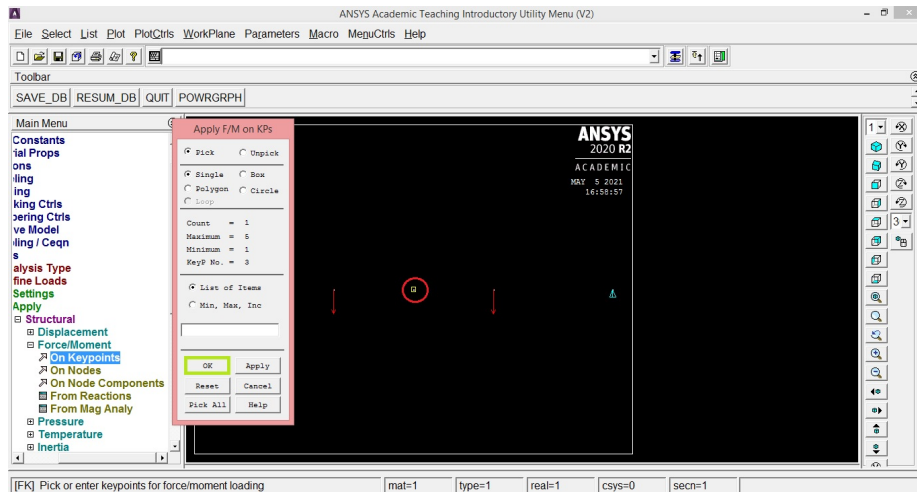 ANSYS Academic Teaching Introductory Utility Menu (V2)
File Select List Plot PlotCtrls WorkPlane Parameters Macro MenuCtrls Help
Toolbar
SAVE_DB RESUM_DB QUIT POWRGRPH
Main Menu
Constants
ial Props
ons
ling
ing
king Ctrls
pering Ctrls
ve Model
ling / Ceqn
s
alysis Type
fine Loads
Settings
Apply
Structural
Displacement
Force/Moment
On Keypoints
On Nodes
On Node Components
From Reactions
From Mag Analy
Pressure
Temperature
Inertia
Apply F/M on KPs
Pick Unpick
Single Box
Polygon Circle
Loop
Count = 1
Maximum = 5
Minimum = 1
KeyP No. = 3
List of Items
Min, Max, Inc
OK Apply
Reset Cancel
Pick All Help
ANSYS
2020 R2
ACADEMIC
MAY 5 2021
16:58:57
1
3
[FK] Pick or enter keypoints for force/moment loading mat=1 type=1 real=1 csys=0 secn=1